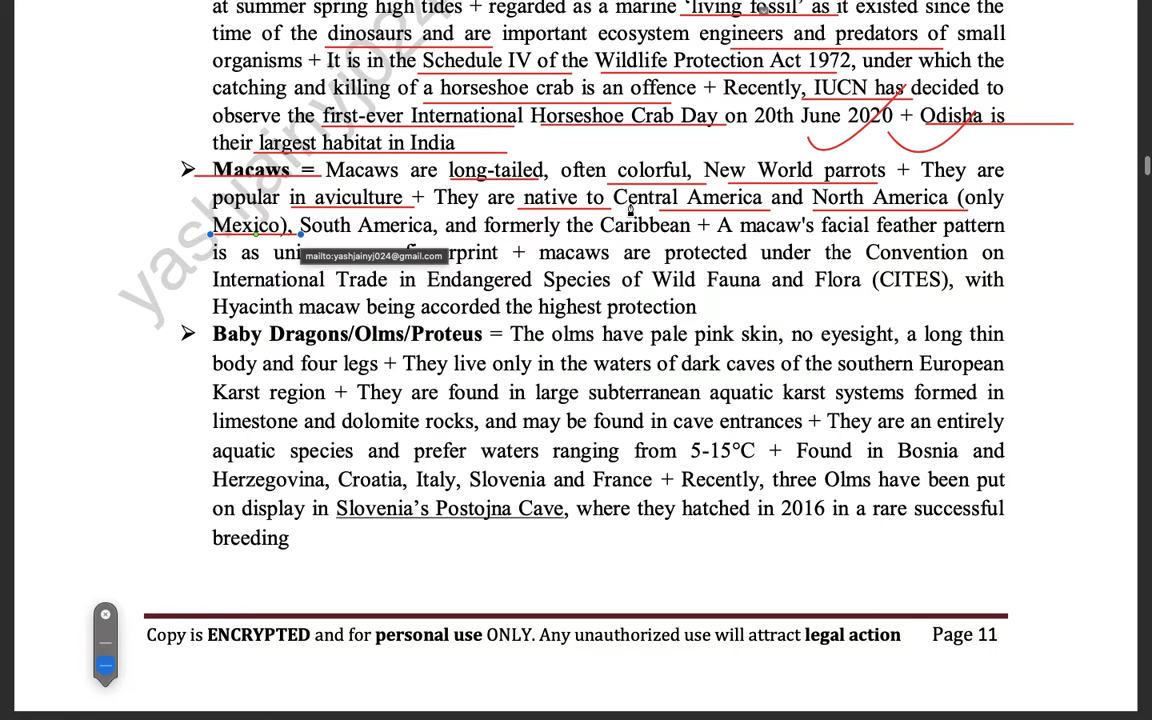 at summer spring high tides + regarded as a marine 'living fossil' as it existed since the
time of the dinosaurs and are important ecosystem engineers and predators of small
organisms + It is in the Schedule IV of the Wildlife Protection Act 1972, under which the
catching and killing of a horseshoe crab is an offence + Recently, IUCN has decided to
observe the first-ever International Horseshoe Crab Day on 20th June 2020 + Odisha is
their largest habitat in India
➢ Macaws = Macaws are long-tailed, often colorful, New World parrots + They are
popular in aviculture + They are native to Central America and North America (only
Mexico), South America, and formerly the Caribbean + A macaw's facial feather pattern
is as uni rprint + macaws are protected under the Convention on
mailto:yashjainyj024@gmail.com
International Trade in Endangered Species of Wild Fauna and Flora (CITES), with
Hyacinth macaw being accorded the highest protection
➢ Baby Dragons/Olms/Proteus = The olms have pale pink skin, no eyesight, a long thin
body and four legs + They live only in the waters of dark caves of the southern European
Karst region + They are found in large subterranean aquatic karst systems formed in
limestone and dolomite rocks, and may be found in cave entrances + They are an entirely
aquatic species and prefer waters ranging from 5-15°C + Found in Bosnia and
Herzegovina, Croatia, Italy, Slovenia and France + Recently, three Olms have been put
on display in Slovenia's Postojna Cave, where they hatched in 2016 in a rare successful
breeding
yashjainyj024
Copy is ENCRYPTED and for personal use ONLY. Any unauthorized use will attract legal action Page 11